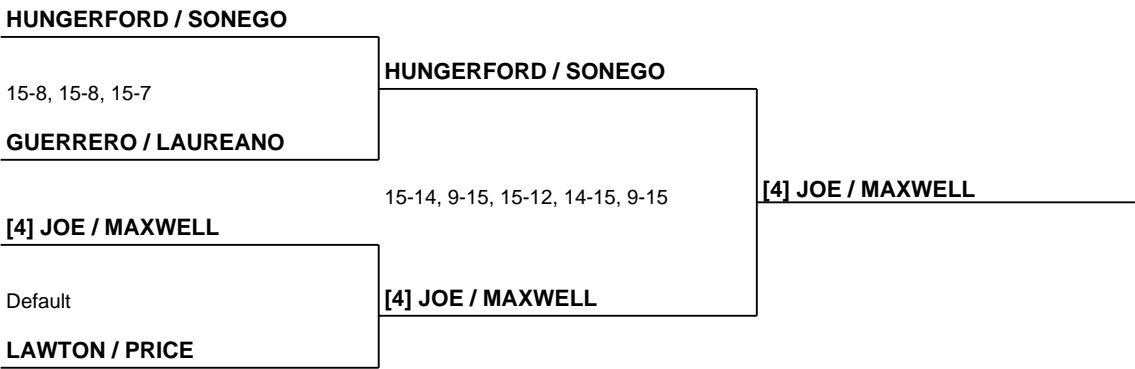 HUNGERFORD / SONEGO
15-8, 15-8, 15-7
GUERRERO / LAUREANO
HUNGERFORD / SONEGO
[4] JOE / MAXWELL
Default
LAWTON / PRICE
[4] JOE / MAXWELL
15-14, 9-15, 15-12, 14-15, 9-15
[4] JOE / MAXWELL